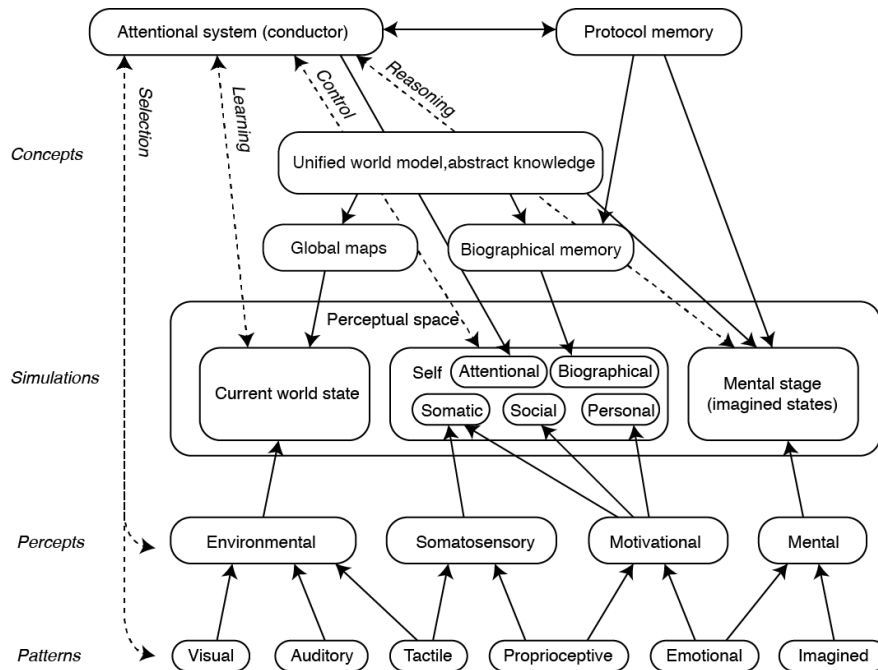 Attentional system (conductor)
Protocol memory
Selection
Learning
Control
Reasoning
Concepts
Unified world model,abstract knowledge
Global maps
Biographical memory
Perceptual space
Simulations
Current world state
Self
Attentional
Biographical
Somatic
Social
Personal
Mental stage
(imagined states)
Percepts
Environmental
Somatosensory
Motivational
Mental
Patterns
Visual
Auditory
Tactile
Proprioceptive
Emotional
Imagined